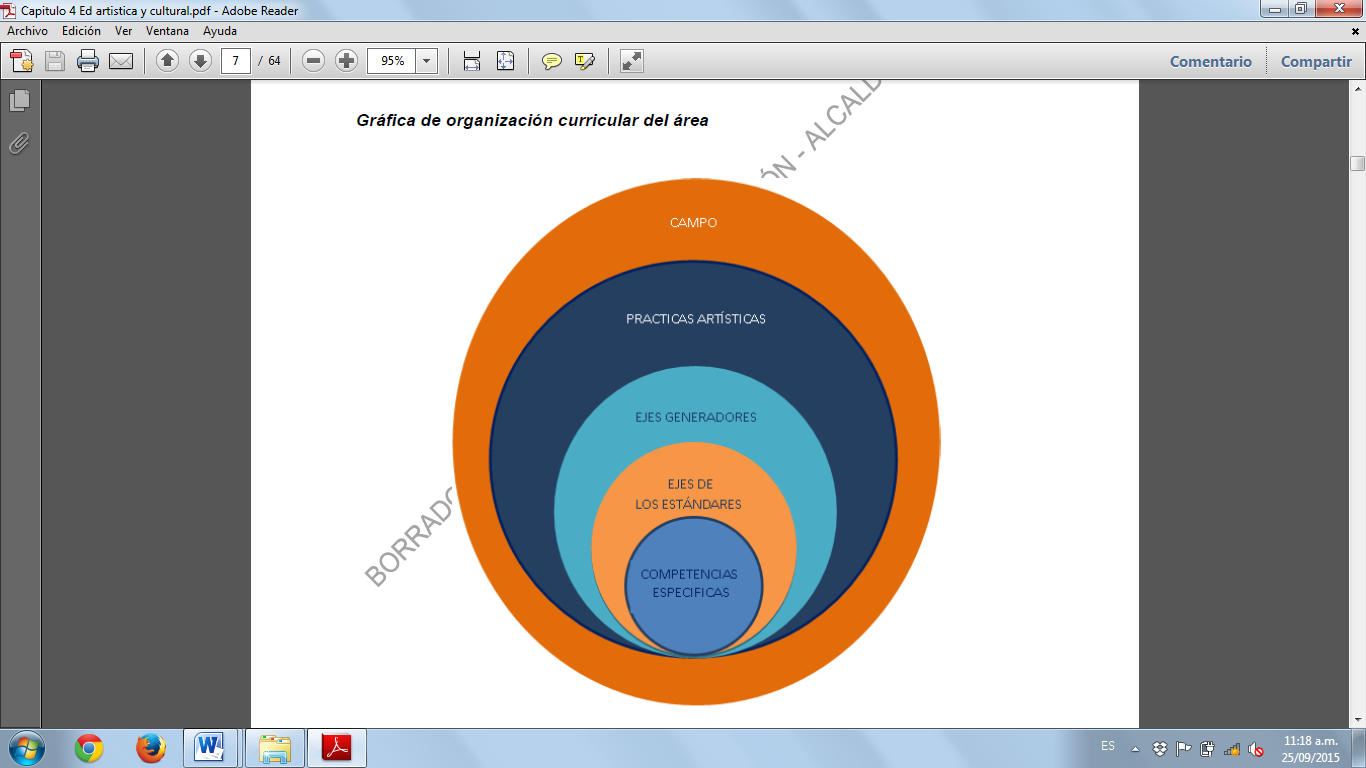 Capitulo 4 Ed artistica y cultural.pdf - Adobe Reader
Archivo Edición Ver Ventana Ayuda
7 / 64 95% Comentario Compartir
Gráfica de organización curricular del área
BORRADO
ÓN - ALCALD
CAMPO
PRACTICAS ARTÍSTICAS
EJES GENERADORES
EJES DE
LOS ESTÁNDARES
COMPETENCIAS
ESPECIFICAS
ES
11:18 a.m.
25/09/2015